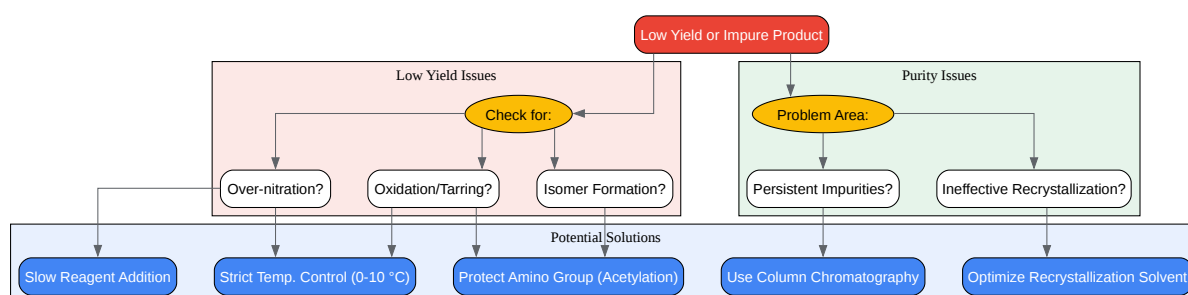 Low Yield or Impure Product
Low Yield Issues
Purity Issues
Check for:
Problem Area:
Over-nitration?
Oxidation/Tarring?
Isomer Formation?
Persistent Impurities?
Ineffective Recrystallization?
Potential Solutions
Slow Reagent Addition
Strict Temp. Control (0-10 °C)
Protect Amino Group (Acetylation)
Use Column Chromatography
Optimize Recrystallization Solvent